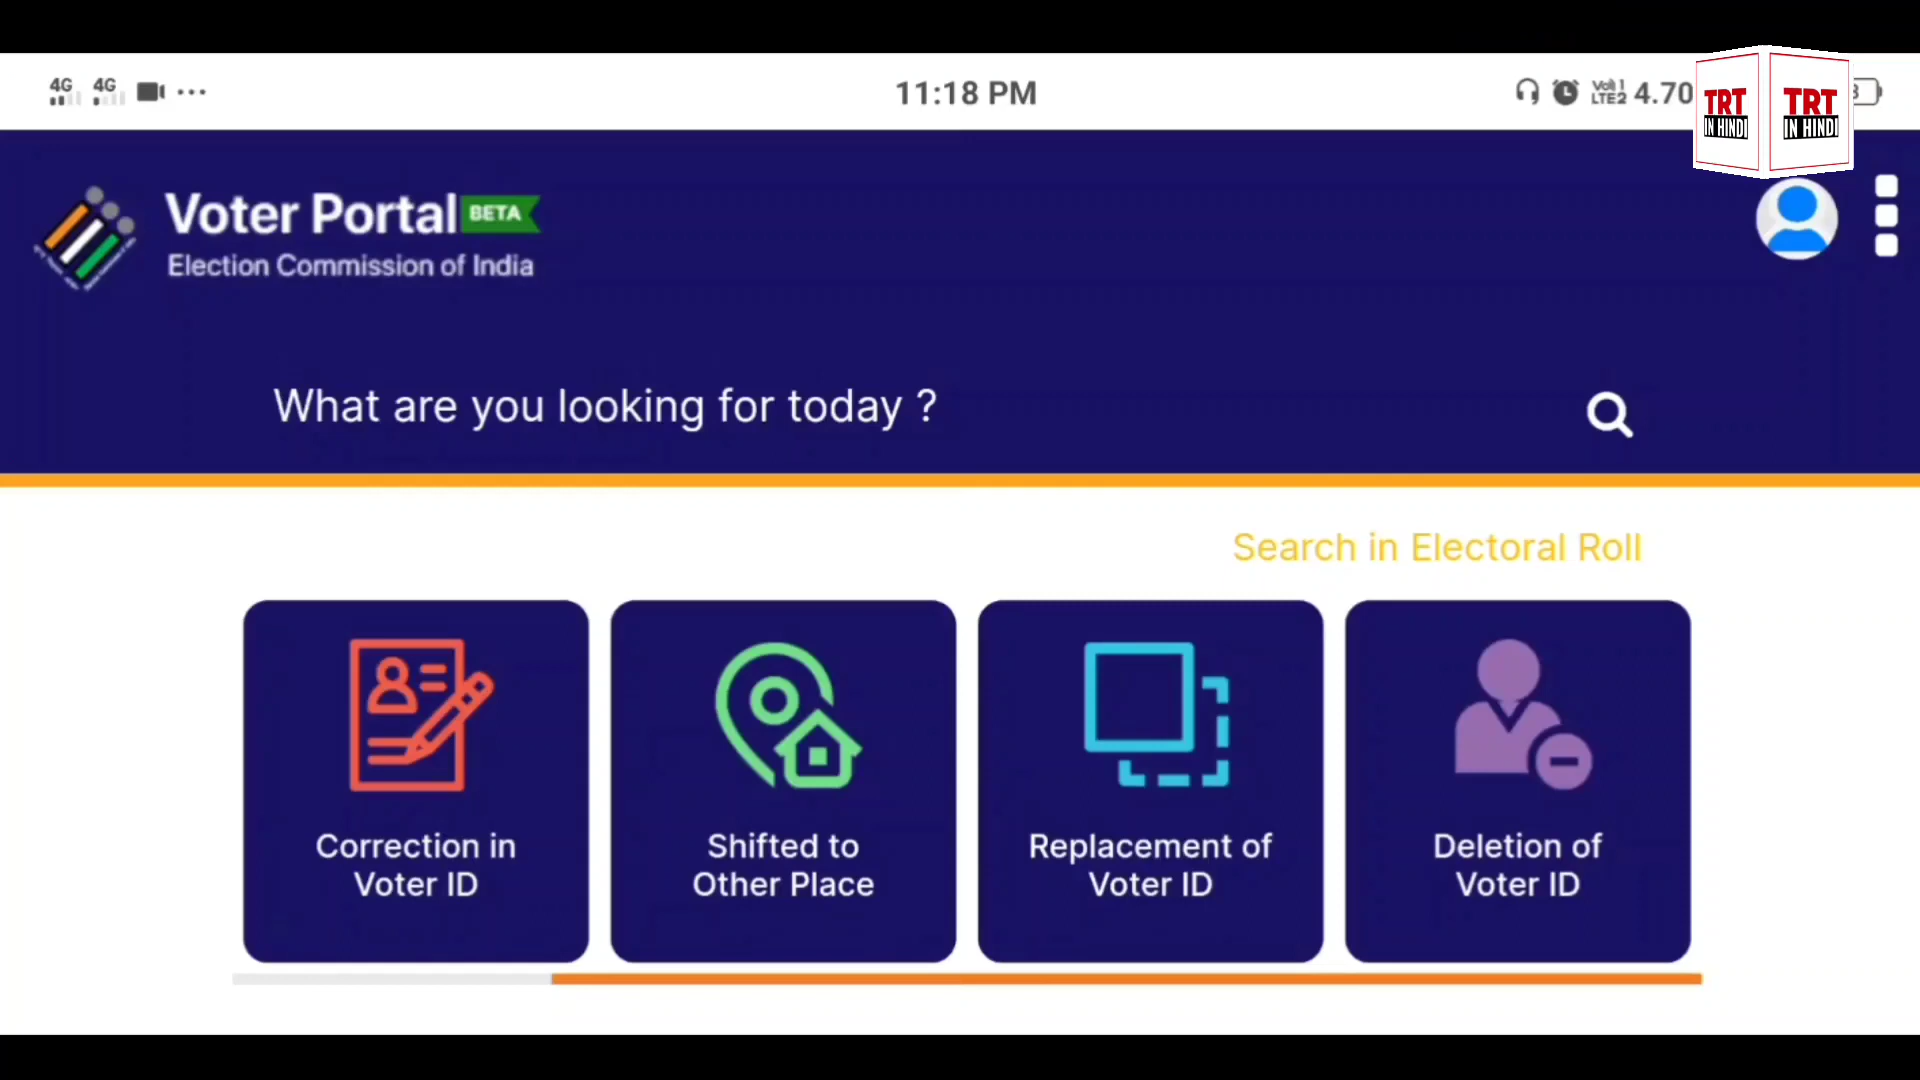 4G 4G 11:18 PM 4.70
TRT TRT
IN HINDI IN HINDI
Voter Portal BETA
Election Commission of India
What are you looking for today ?
Search in Electoral Roll
Correction in
Voter ID
Shifted to
Other Place
Replacement of
Voter ID
Deletion of
Voter ID